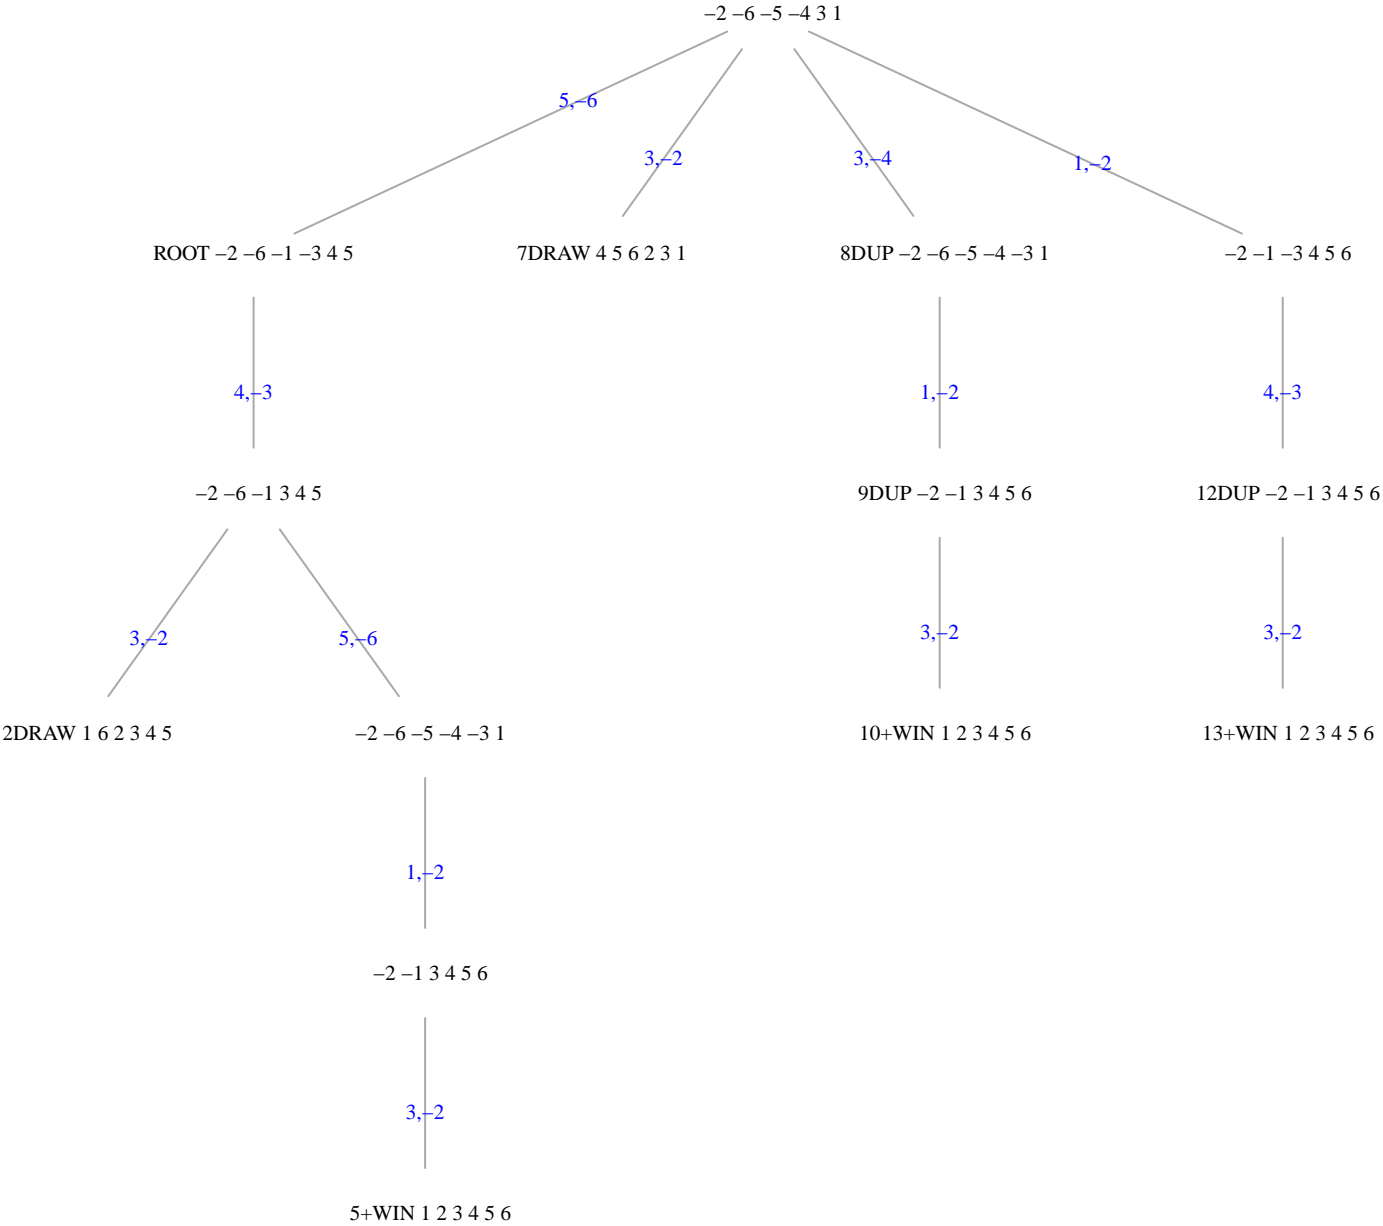 –2 –6 –5 –4 3 1
5,–6
3,–2
3,–4
1,–2
ROOT –2 –6 –1 –3 4 5
7DRAW 4 5 6 2 3 1
8DUP –2 –6 –5 –4 –3 1
–2 –1 –3 4 5 6
4,–3
1,–2
4,–3
–2 –6 –1 3 4 5
9DUP –2 –1 3 4 5 6
12DUP –2 –1 3 4 5 6
3,–2
5,–6
3,–2
3,–2
2DRAW 1 6 2 3 4 5
–2 –6 –5 –4 –3 1
10+WIN 1 2 3 4 5 6
13+WIN 1 2 3 4 5 6
1,–2
–2 –1 3 4 5 6
3,–2
5+WIN 1 2 3 4 5 6